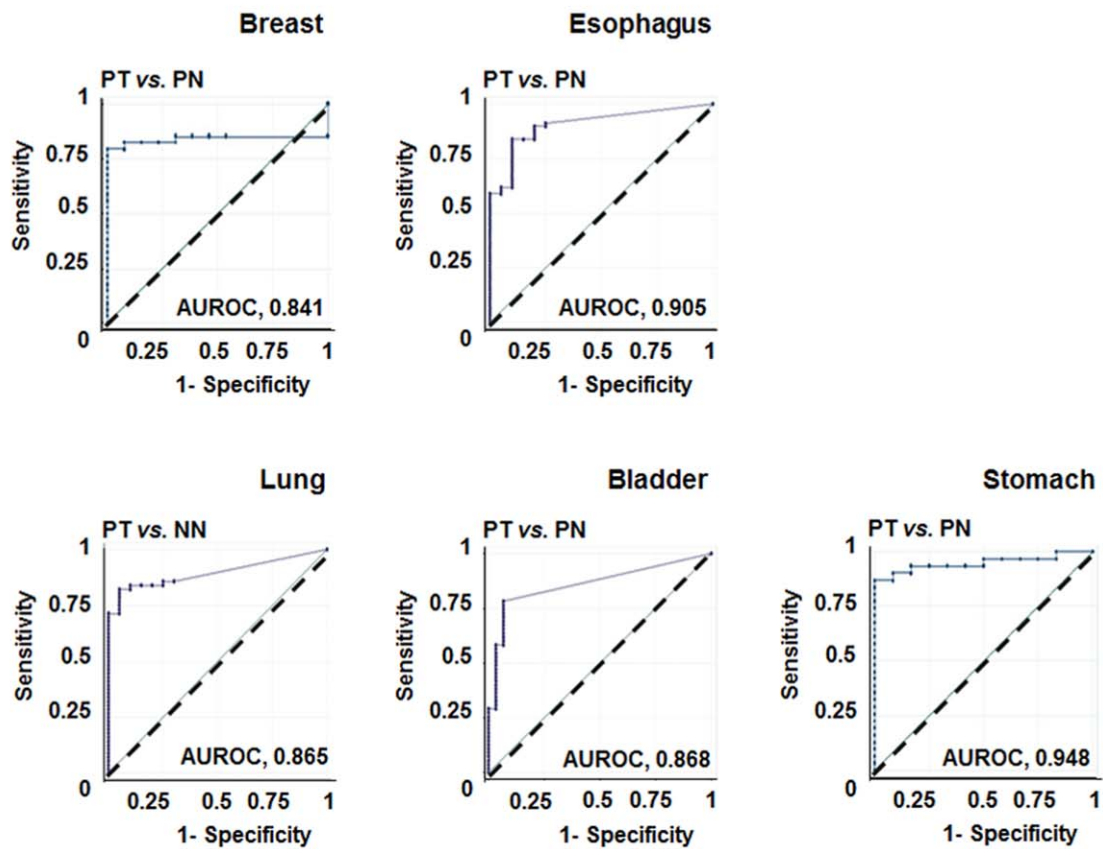 Breast
PT vs. PN
1
0.75
0.5
0.25
0
Sensitivity
AUROC, 0.841
0.25 0.5 0.75 1
1- Specificity
Esophagus
PT vs. PN
1
0.75
0.5
0.25
0
Sensitivity
AUROC, 0.905
0.25 0.5 0.75 1
1- Specificity
Lung
PT vs. NN
1
0.75
0.5
0.25
0
Sensitivity
AUROC, 0.865
0.25 0.5 0.75 1
1- Specificity
Bladder
PT vs. PN
1
0.75
0.5
0.25
0
Sensitivity
AUROC, 0.868
0.25 0.5 0.75 1
1- Specificity
Stomach
PT vs. PN
1
0.75
0.5
0.25
0
Sensitivity
AUROC, 0.948
0.25 0.5 0.75 1
1- Specificity